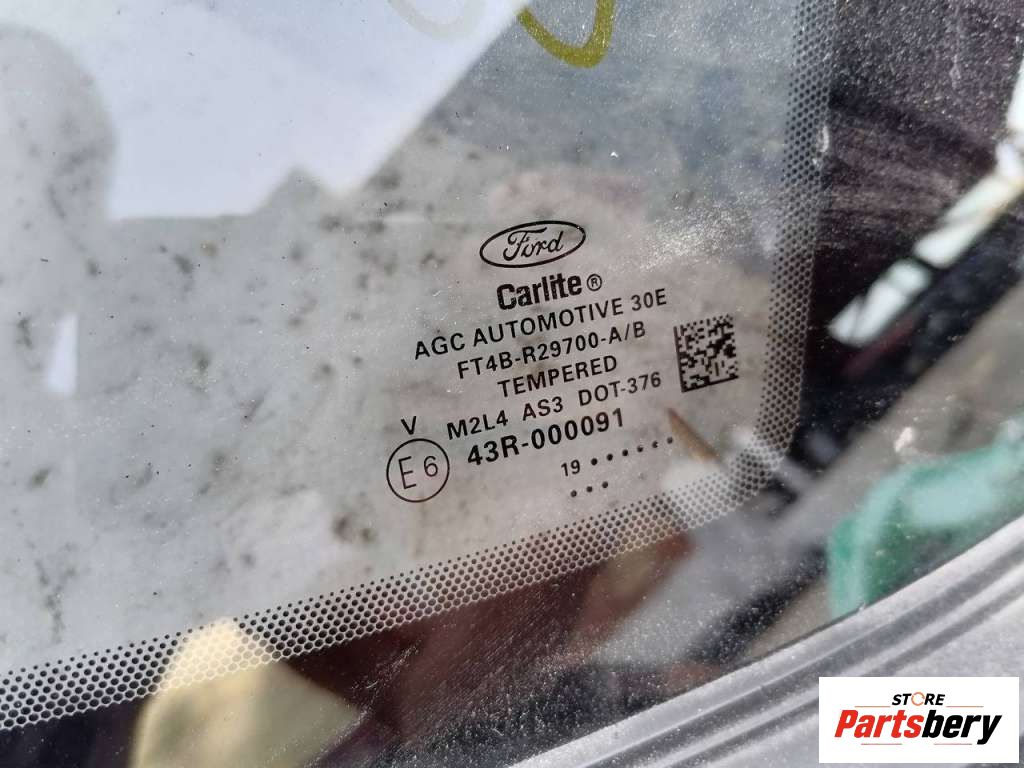 Ford
Carlite®
AGC AUTOMOTIVE 30E
FT4B-R29700-A/B
TEMPERED
M2L4 AS3 DOT-376
V
43R-000091
E6
19 ••••••
•••
STORE
Partsbery